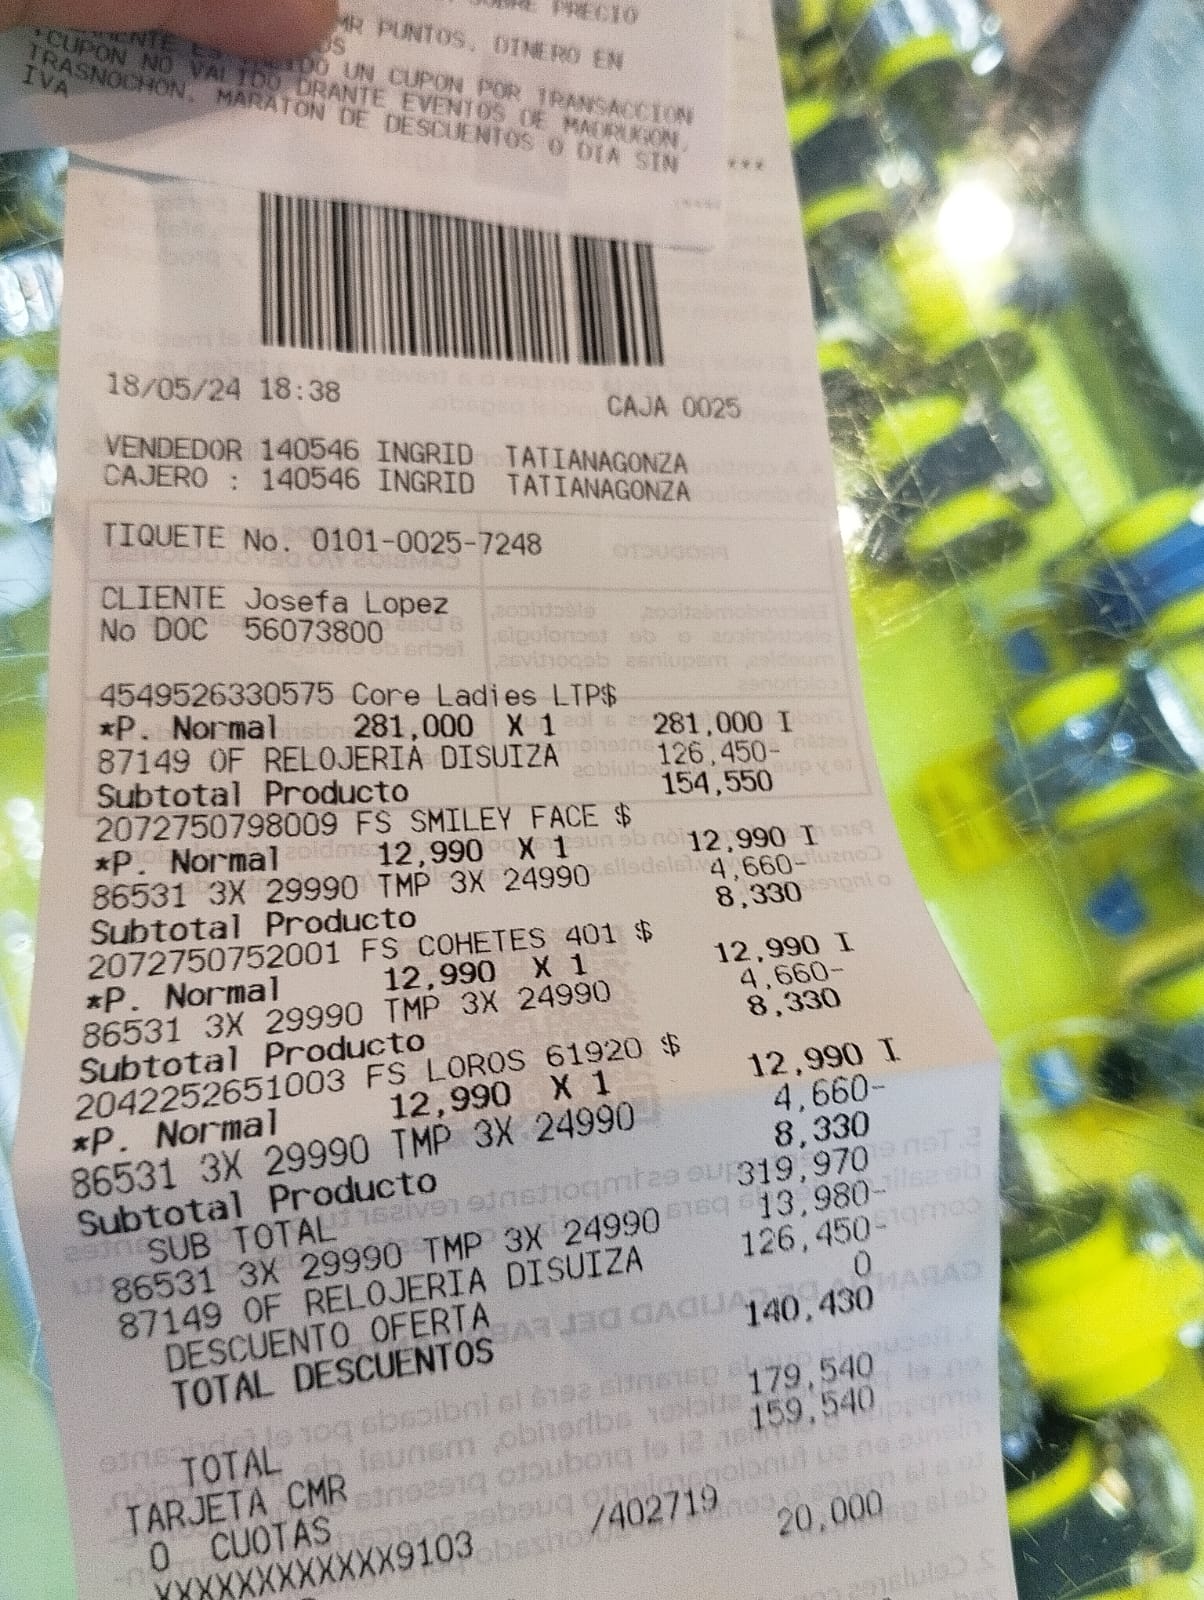 SOBRE PRECIO
MR PUNTOS, DINERO EN
UN CUPON POR TRANSACCION
*CUPON NO VALIDO DRANTE EVENTOS DE MADRUGON,
TRASNOCHON, MARATON DE DESCUENTOS O DIA SIN
IVA
***
18/05/24 18:38 CAJA 0025
VENDEDOR 140546 INGRID TATIANAGONZA
CAJERO : 140546 INGRID TATIANAGONZA
TIQUETE No. 0101-0025-7248
CLIENTE Josefa Lopez
No DOC 56073800
4549526330575 Core Ladies LTP$
*P. Normal 281,000 X 1 281,000 I
87149 OF RELOJERIA DISUIZA 126,450-
Subtotal Producto 154,550
2072750798009 FS SMILEY FACE $
*P. Normal 12,990 X 1 12,990 I
86531 3X 29990 TMP 3X 24990 4,660-
Subtotal Producto 8,330
2072750752001 FS COHETES 401 $
*P. Normal 12,990 X 1 12,990 I
86531 3X 29990 TMP 3X 24990 4,660-
Subtotal Producto 8,330
2042252651003 FS LOROS 61920 $
*P. Normal 12,990 X 1 12,990 I
86531 3X 29990 TMP 3X 24990 4,660-
Subtotal Producto 8,330
SUB TOTAL 319,970
86531 3X 29990 TMP 3X 24990 13,980-
87149 OF RELOJERIA DISUIZA 126,450-
DESCUENTO OFERTA 0
TOTAL DESCUENTOS 140,430
TOTAL 179,540
TARJETA CMR 159,540
0 CUOTAS
XXXXXXXXXXXX9103 /402719
20,000